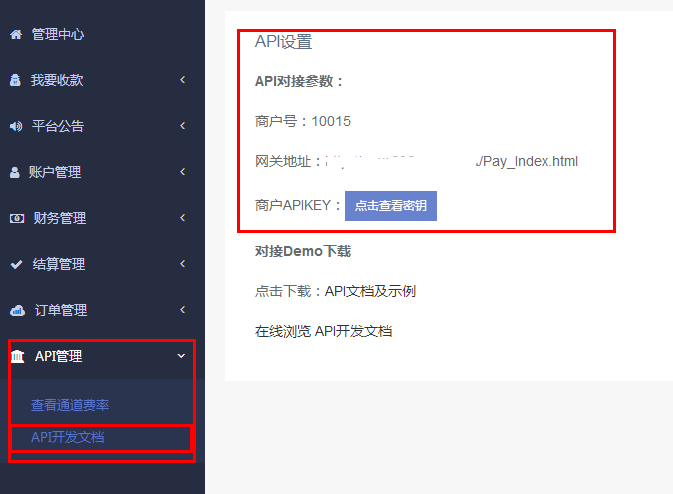 管理中心
我要收款
平台公告
账户管理
财务管理
结算管理
订单管理
API管理
查看通道费率
API开发文档
API设置
API对接参数：
商户号：10015
网关地址： ./Pay_Index.html
商户APIKEY：点击查看密钥
对接Demo下载
点击下载：API文档及示例
在线浏览 API开发文档